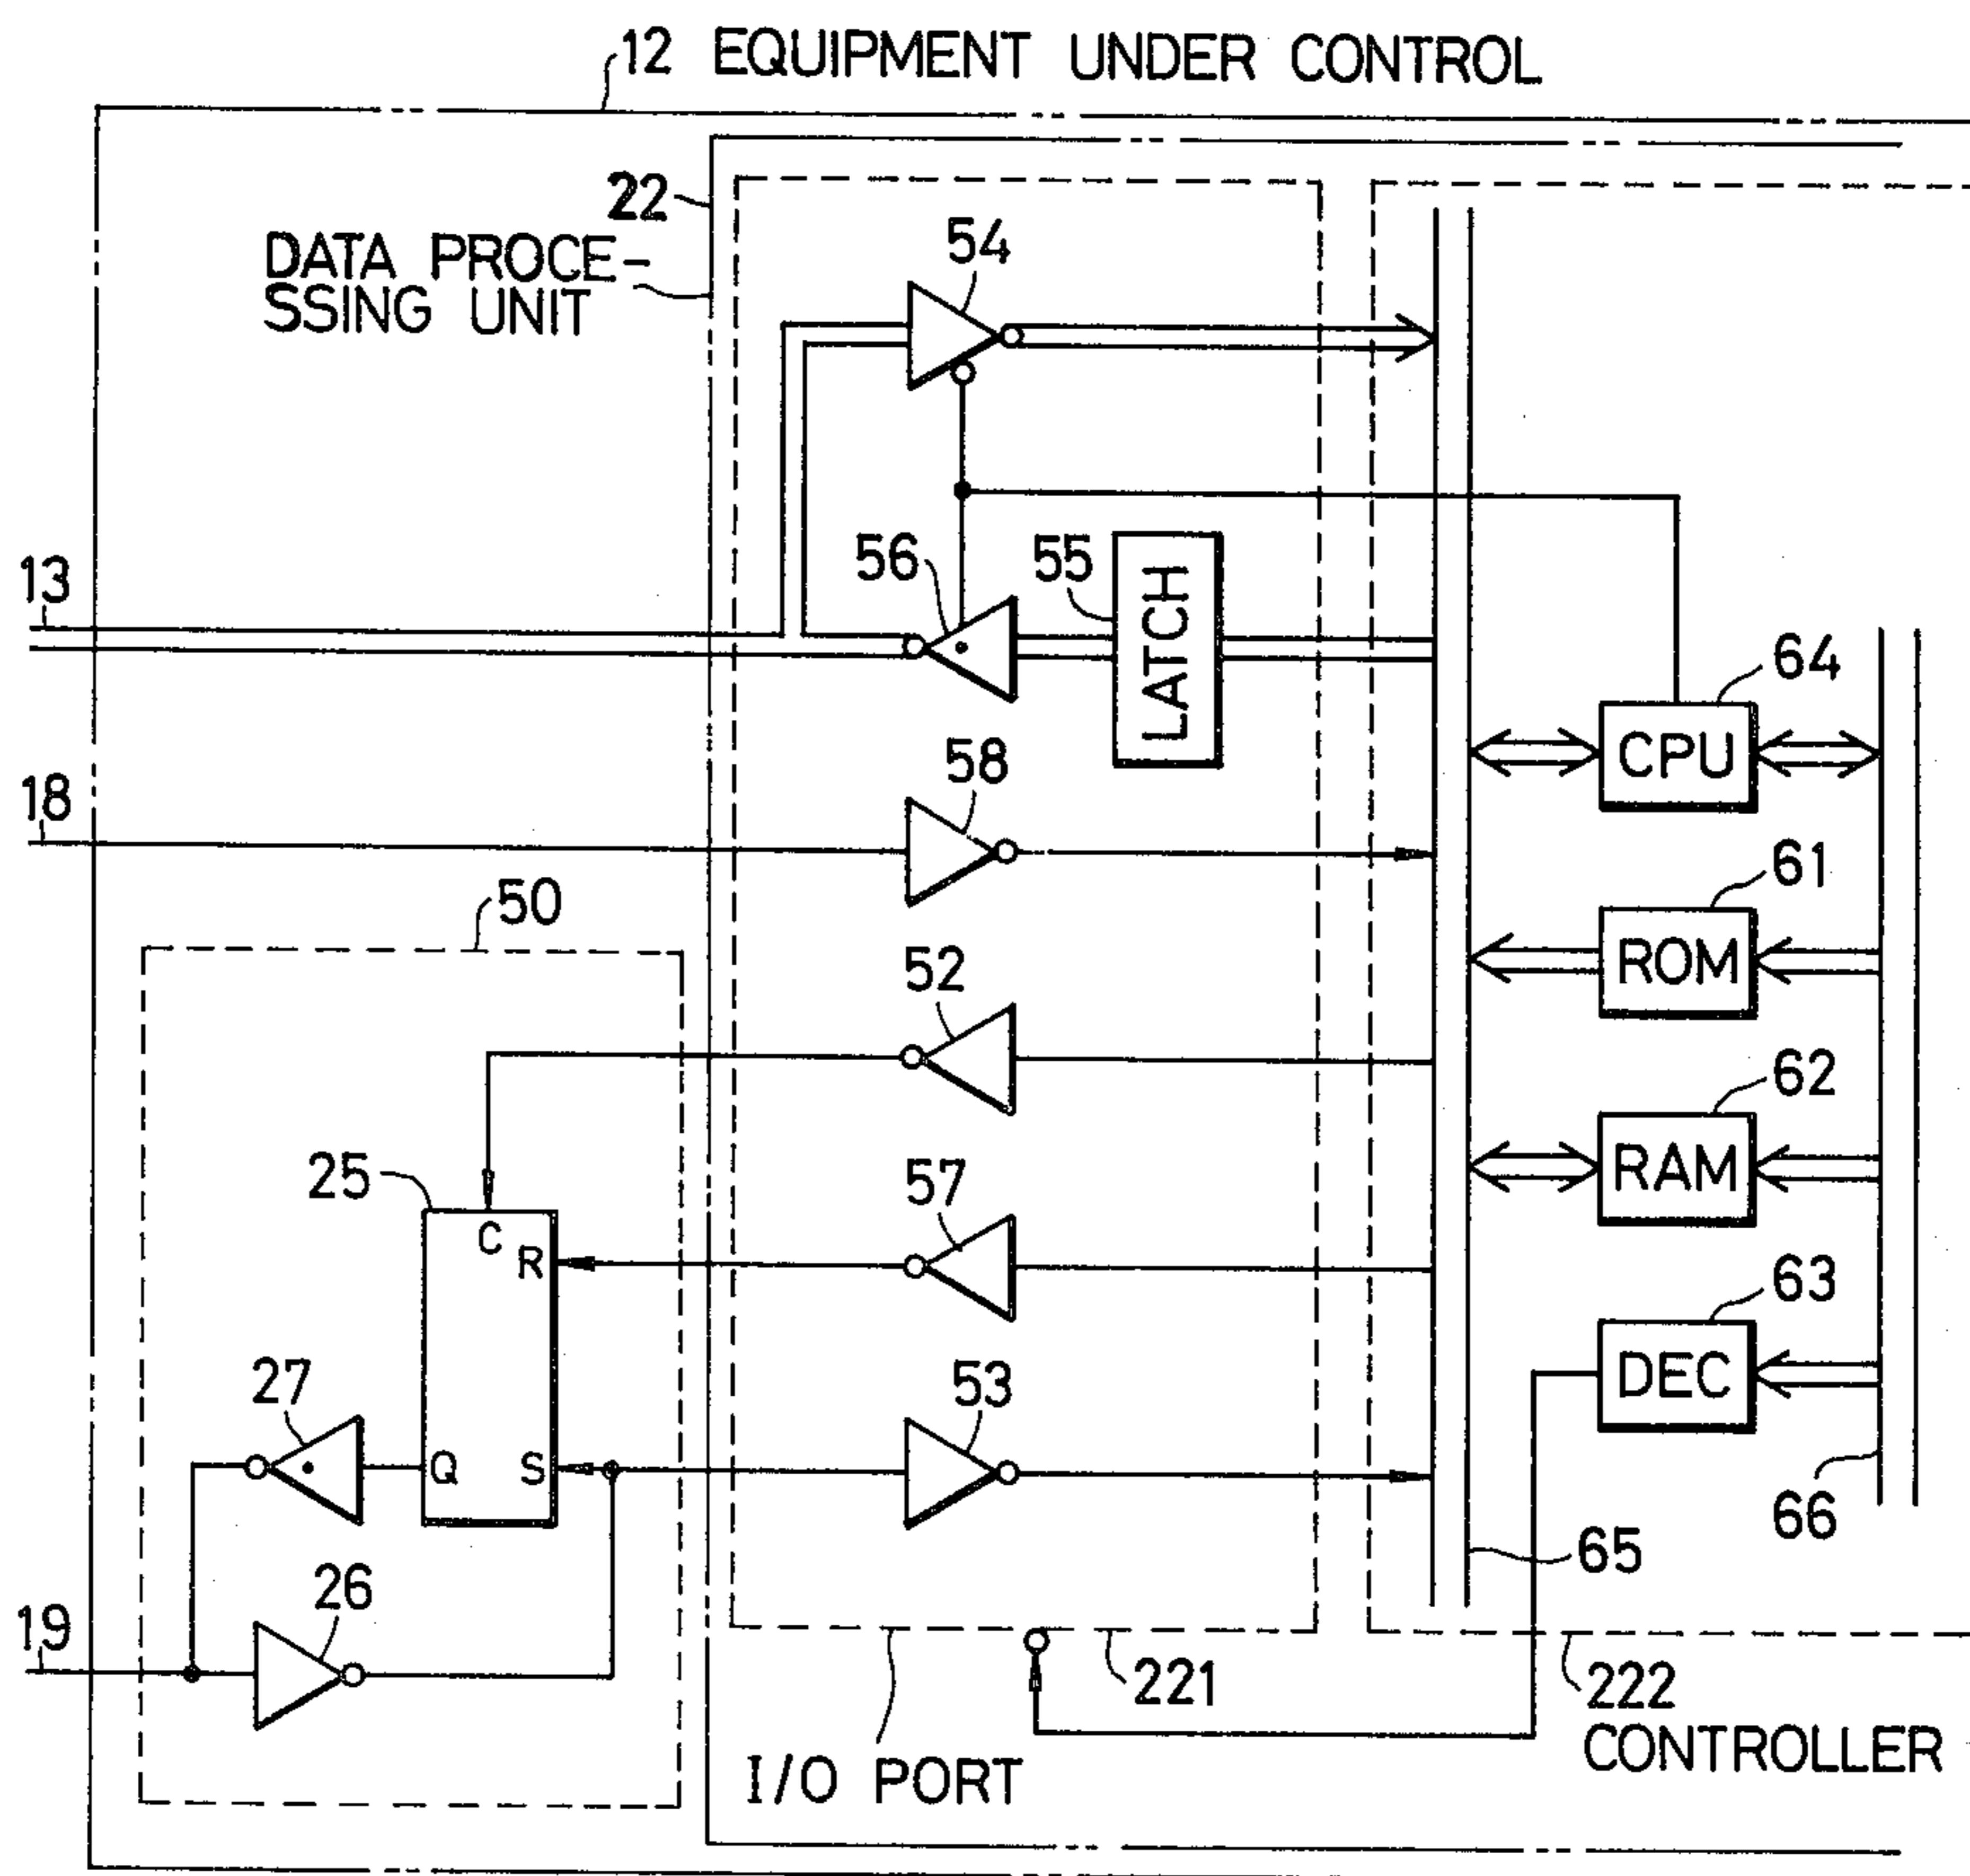 12 EQUIPMENT UNDER CONTROL
22
DATA PROCE-
SSING UNIT
54
13
56
55
LATCH
64
CPU
18
58
61
ROM
50
52
62
RAM
25
57
C
R
63
DEC
27
53
Q
S
66
65
26
19
221
222
I/O PORT
CONTROLLER